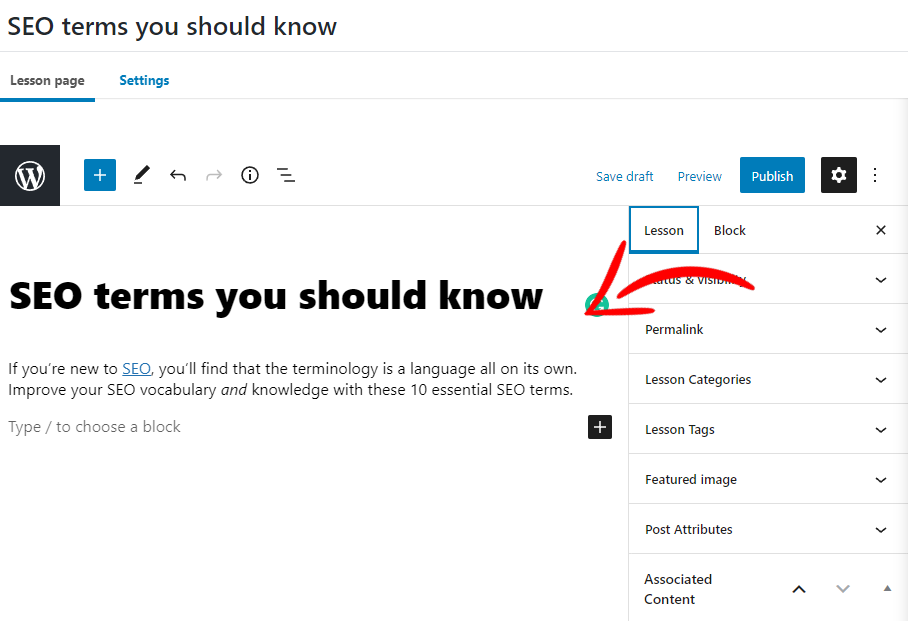 SEO terms you should know
Lesson page Settings
Save draft Preview Publish
Lesson Block
Status & Visibility
SEO terms you should know
Permalink
If you're new to SEO, you'll find that the terminology is a language all on its own.
Improve your SEO vocabulary and knowledge with these 10 essential SEO terms.
Type / to choose a block
Lesson Categories
Lesson Tags
Featured image
Post Attributes
Associated
Content